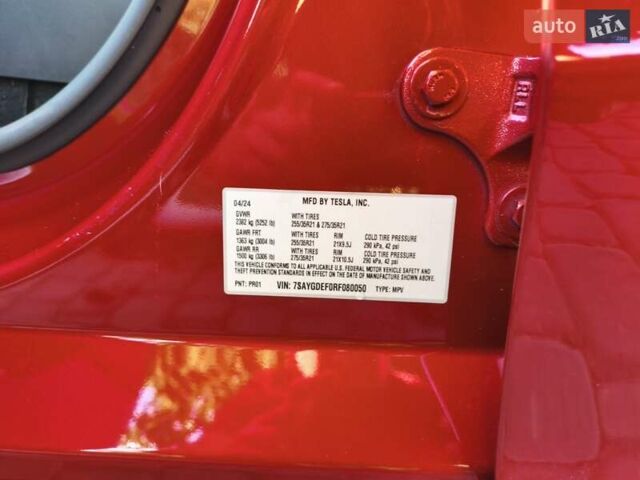 auto RIA
.com
RH
04/24 MFD BY TESLA, INC.
GVWR WITH TIRES
2382 kg (5252 lb) 255/35R21 & 275/35R21
GAWR FRT WITH TIRES RIM COLD TIRE PRESSURE
1363 kg (3004 lb) 255/35R21 21X9.5J 290 kPa, 42 psi
GAWR RR WITH TIRES RIM COLD TIRE PRESSURE
1500 kg (3306 lb) 275/35R21 21X10.5J 290 kPa, 42 psi
THIS VEHICLE CONFORMS TO ALL APPLICABLE U.S. FEDERAL MOTOR VEHICLE SAFETY AND
THEFT PREVENTION STANDARDS IN EFFECT ON THE DATE OF MANUFACTURE SHOWN ABOVE.
PNT: PR01 VIN: 7SAYGDEF0RF080050 TYPE: MPV